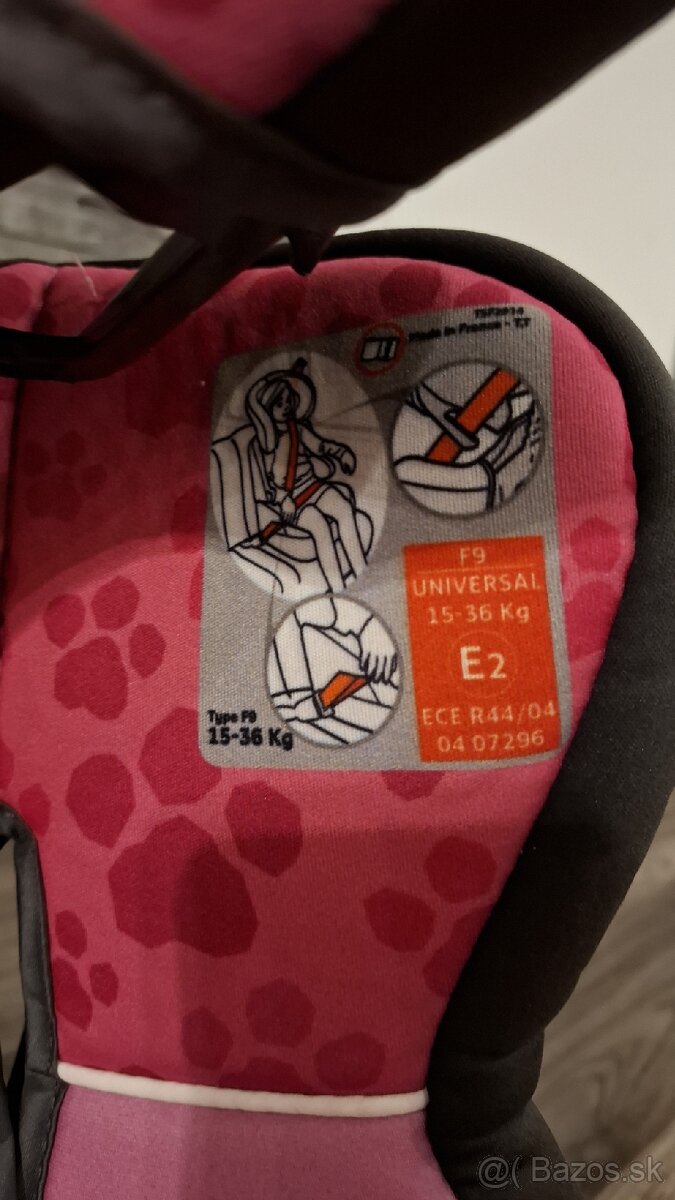 Made in France - TT
F9
UNIVERSAL
15-36 Kg
E2
ECE R44/04
04 07296
Type F9
15-36 Kg
@( Bazos.sk